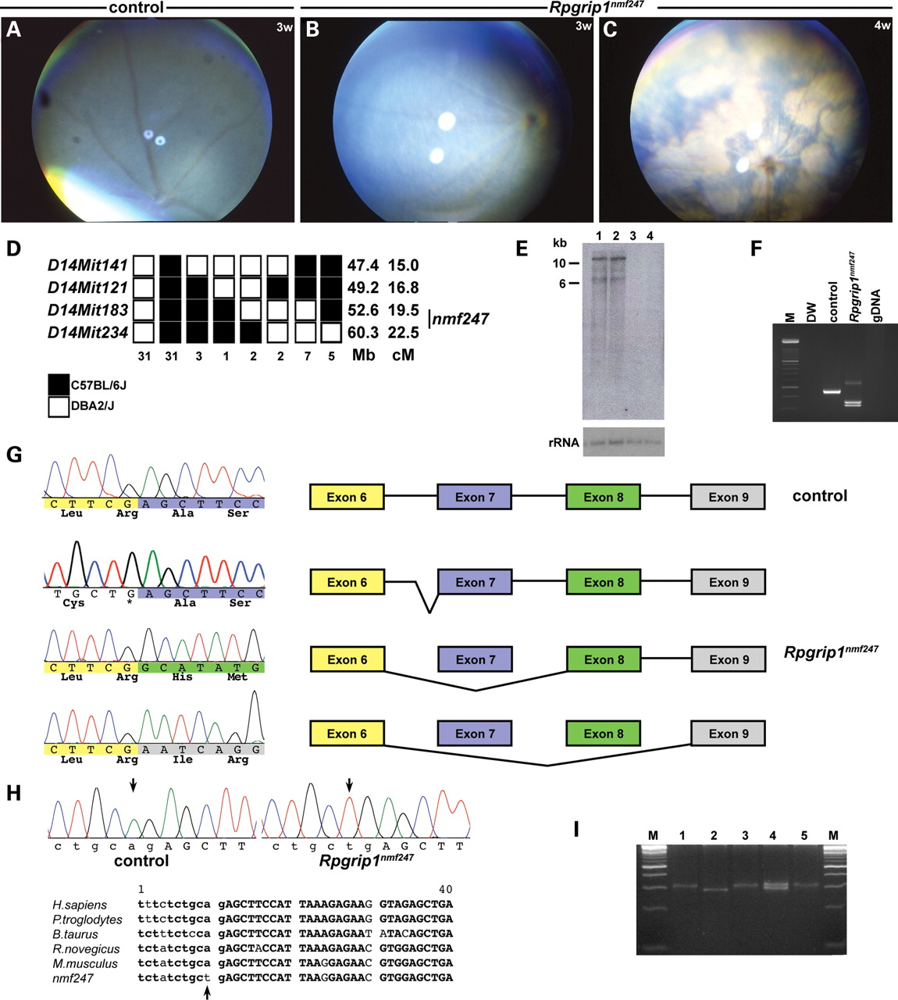 control
Rpgrip1nmf247
A
3w
B
3w
C
4w
D
D14Mit141 47.4 15.0
D14Mit121 49.2 16.8
D14Mit183 52.6 19.5
nmf247
D14Mit234 60.3 22.5
31 31 3 1 2 2 7 5 Mb cM
C57BL/6J
DBA2/J
E
kb
1 2 3 4
10
6
rRNA
F
M
DW
control
Rpgrip1nmf247
gDNA
G
C T T C G A G C T T C C
Leu Arg Ala Ser
Exon 6 Exon 7 Exon 8 Exon 9
control
T G C T G A G C T T C C
Cys * Ala Ser
Exon 6 Exon 7 Exon 8 Exon 9
C T T C G G C A T A T G
Leu Arg His Met
Exon 6 Exon 7 Exon 8 Exon 9
Rpgrip1nmf247
C T T C G A A T C A G G
Leu Arg Ile Arg
Exon 6 Exon 7 Exon 8 Exon 9
H
c t g c a g A G C T T
control
c t g c t g A G C T T
Rpgrip1nmf247
1 40
H.sapiens tttctctgca gAGCTTCCAT TAAAGAGAAG GTAGAGCTGA
P.troglodytes tttctctgca gAGCTTCCAT TAAAGAGAAG GTAGAGCTGA
B.taurus tcttttctcca gAGCTTCCAT TAAAGAGAAT ATACAGCTGA
R.novegicus tctatctgca gAGCTACCAT TAAAGAGAAC GTGGAGCTGA
M.musculus tctatctgca gAGCTTCCAT TAAGGAGAAC GTGGAGCTGA
nmf247 tctatctgct gAGCTTCCAT TAAGGAGAAC GTGGAGCTGA
I
M 1 2 3 4 5 M